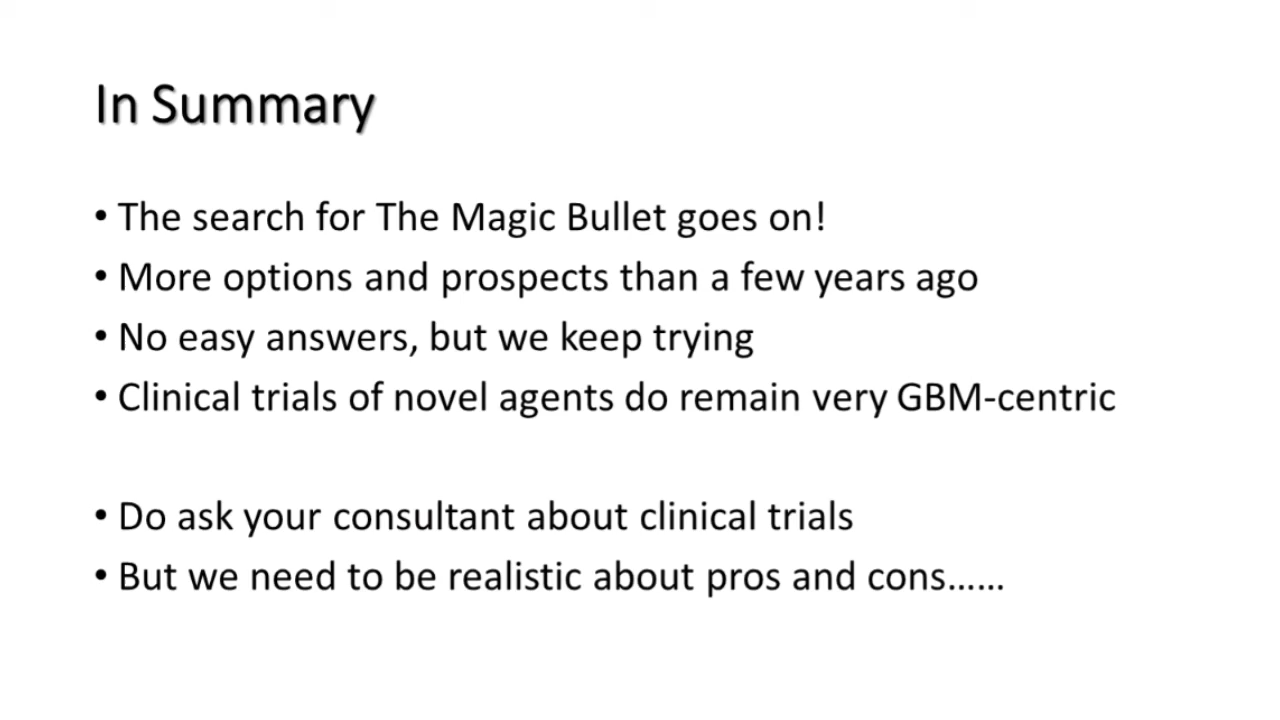 In Summary
• The search for The Magic Bullet goes on!
• More options and prospects than a few years ago
• No easy answers, but we keep trying
• Clinical trials of novel agents do remain very GBM-centric
• Do ask your consultant about clinical trials
• But we need to be realistic about pros and cons......